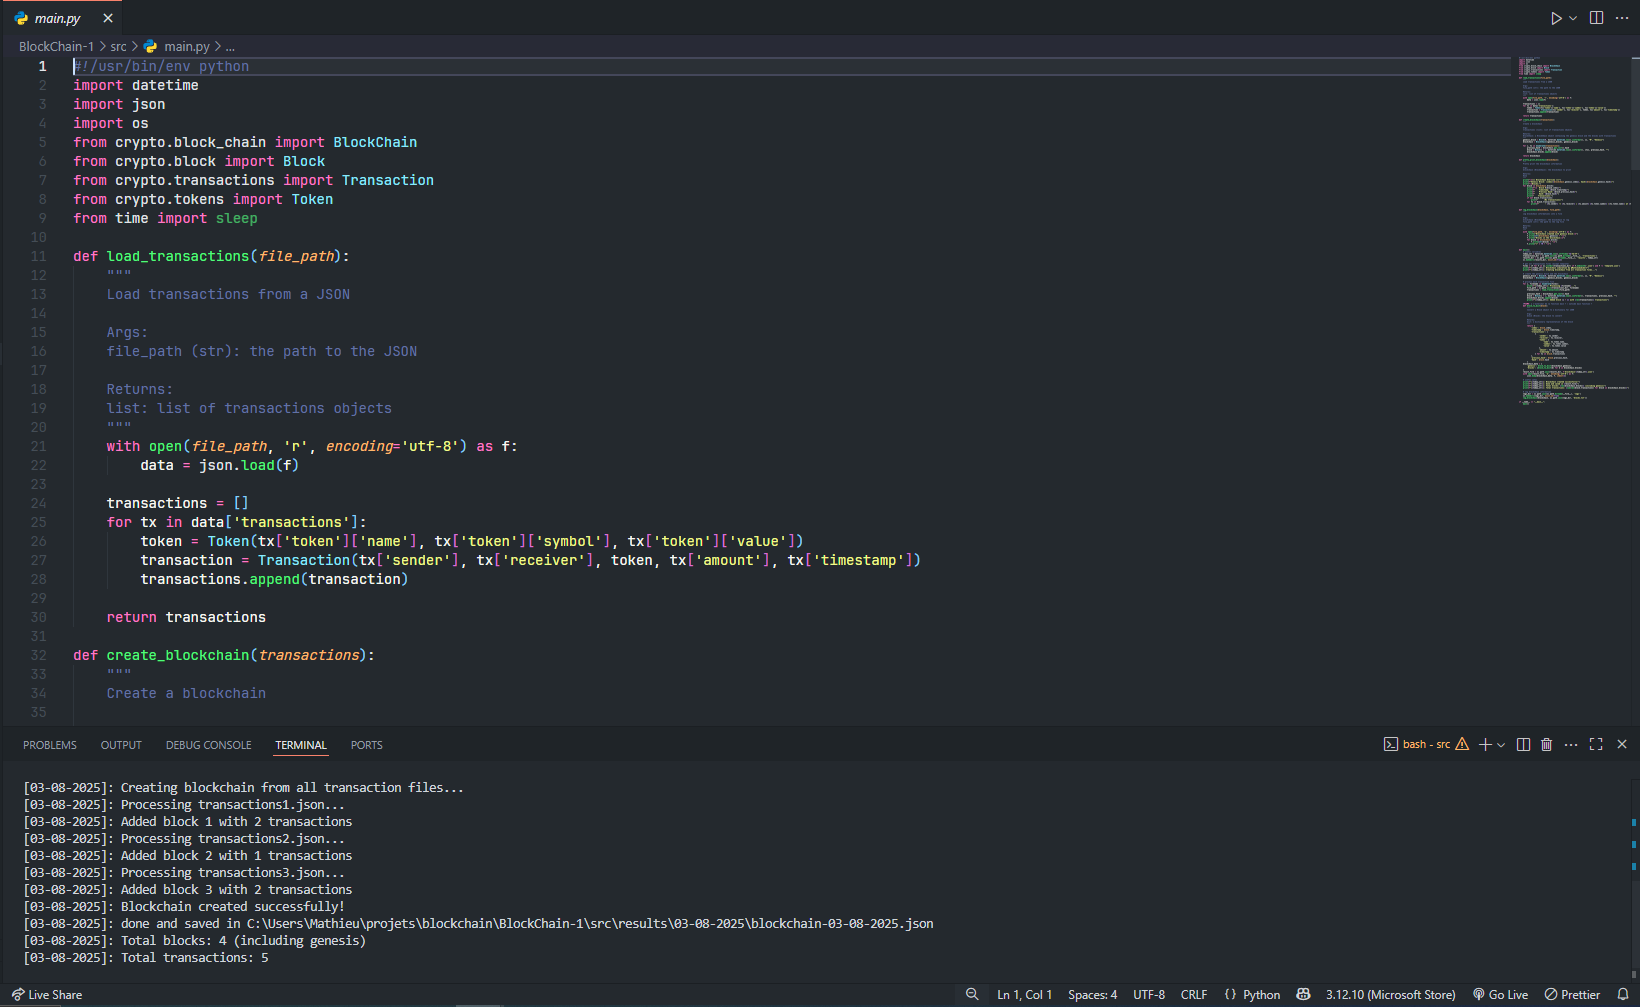 main.py
BlockChain-1 > src > main.py > ...
1 #!/usr/bin/env python
2 import datetime
3 import json
4 import os
5 from crypto.block_chain import BlockChain
6 from crypto.block import Block
7 from crypto.transactions import Transaction
8 from crypto.tokens import Token
9 from time import sleep
10
11 def load_transactions(file_path):
12     """
13     Load transactions from a JSON
14
15     Args:
16     file_path (str): the path to the JSON
17
18     Returns:
19     list: list of transactions objects
20     """
21     with open(file_path, 'r', encoding='utf-8') as f:
22         data = json.load(f)
23
24     transactions = []
25     for tx in data['transactions']:
26         token = Token(tx['token']['name'], tx['token']['symbol'], tx['token']['value'])
27         transaction = Transaction(tx['sender'], tx['receiver'], token, tx['amount'], tx['timestamp'])
28         transactions.append(transaction)
29
30     return transactions
31
32 def create_blockchain(transactions):
33     """
34     Create a blockchain
35
PROBLEMS OUTPUT DEBUG CONSOLE TERMINAL PORTS bash - src
[03-08-2025]: Creating blockchain from all transaction files...
[03-08-2025]: Processing transactions1.json...
[03-08-2025]: Added block 1 with 2 transactions
[03-08-2025]: Processing transactions2.json...
[03-08-2025]: Added block 2 with 1 transactions
[03-08-2025]: Processing transactions3.json...
[03-08-2025]: Added block 3 with 2 transactions
[03-08-2025]: Blockchain created successfully!
[03-08-2025]: done and saved in C:\Users\Mathieu\projets\blockchain\BlockChain-1\src\results\03-08-2025\blockchain-03-08-2025.json
[03-08-2025]: Total blocks: 4 (including genesis)
[03-08-2025]: Total transactions: 5
Live Share Ln 1, Col 1 Spaces: 4 UTF-8 CRLF {} Python 3.12.10 (Microsoft Store) Go Live Prettier